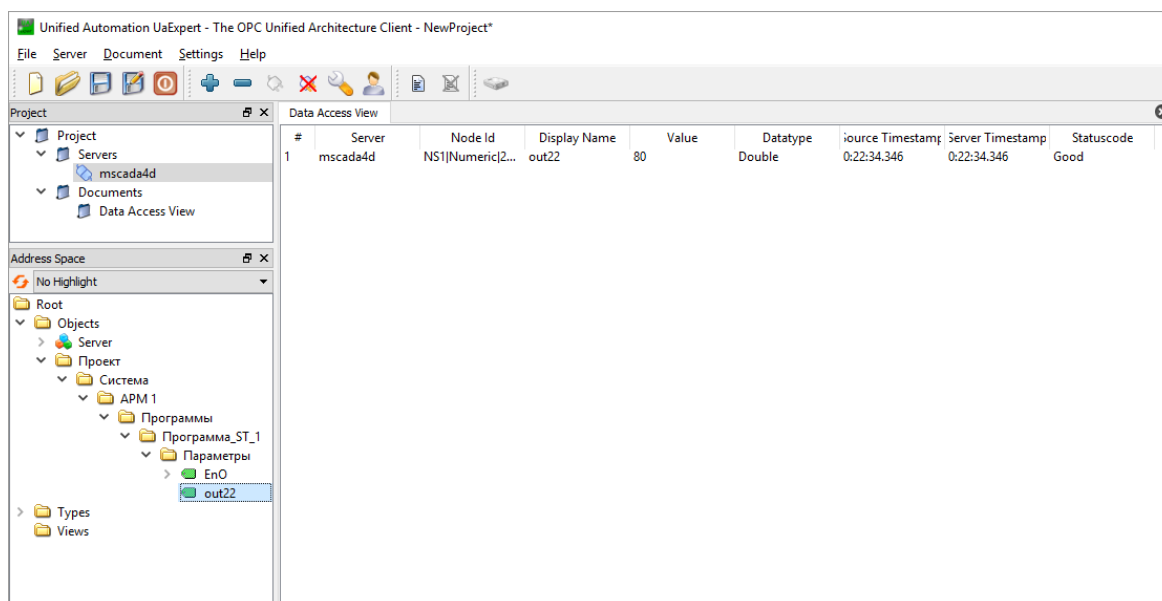 Unified Automation UaExpert - The OPC Unified Architecture Client - NewProject*
File Server Document Settings Help
Project
Project
Servers
mscada4d
Documents
Data Access View
Address Space
No Highlight
Root
Objects
Server
Проект
Система
АРМ 1
Программы
Программа_ST_1
Параметры
EnO
out22
Types
Views
Data Access View
# Server Node Id Display Name Value Datatype Source Timestamp Server Timestamp Statuscode
1 mscada4d NS1|Numeric|2... out22 80 Double 0:22:34.346 0:22:34.346 Good